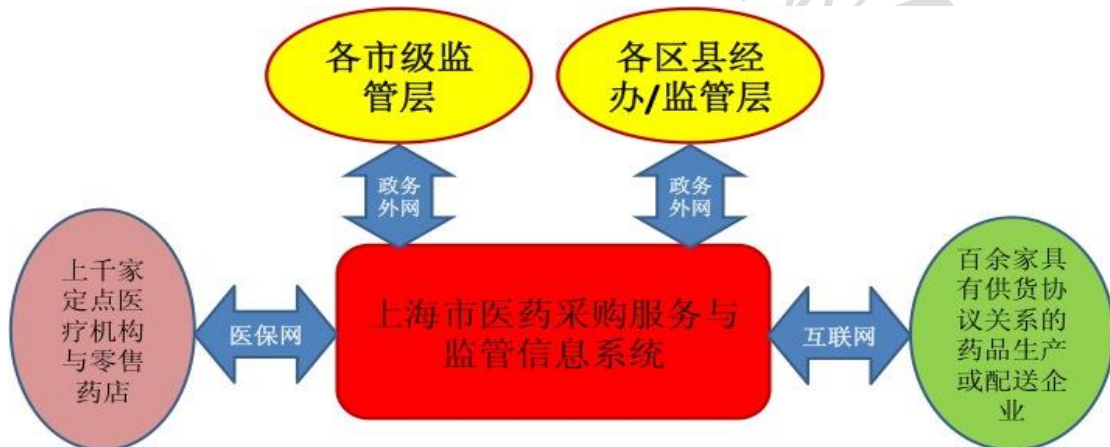 各市级监
管层
各区县经
办/监管层
政务
外网
政务
外网
上千家
定点医
疗机构
与零售
药店
医保网
上海市医药采购服务与
监管信息系统
互联网
百余家具
有供货协
议关系的
药品生产
或配送企
业